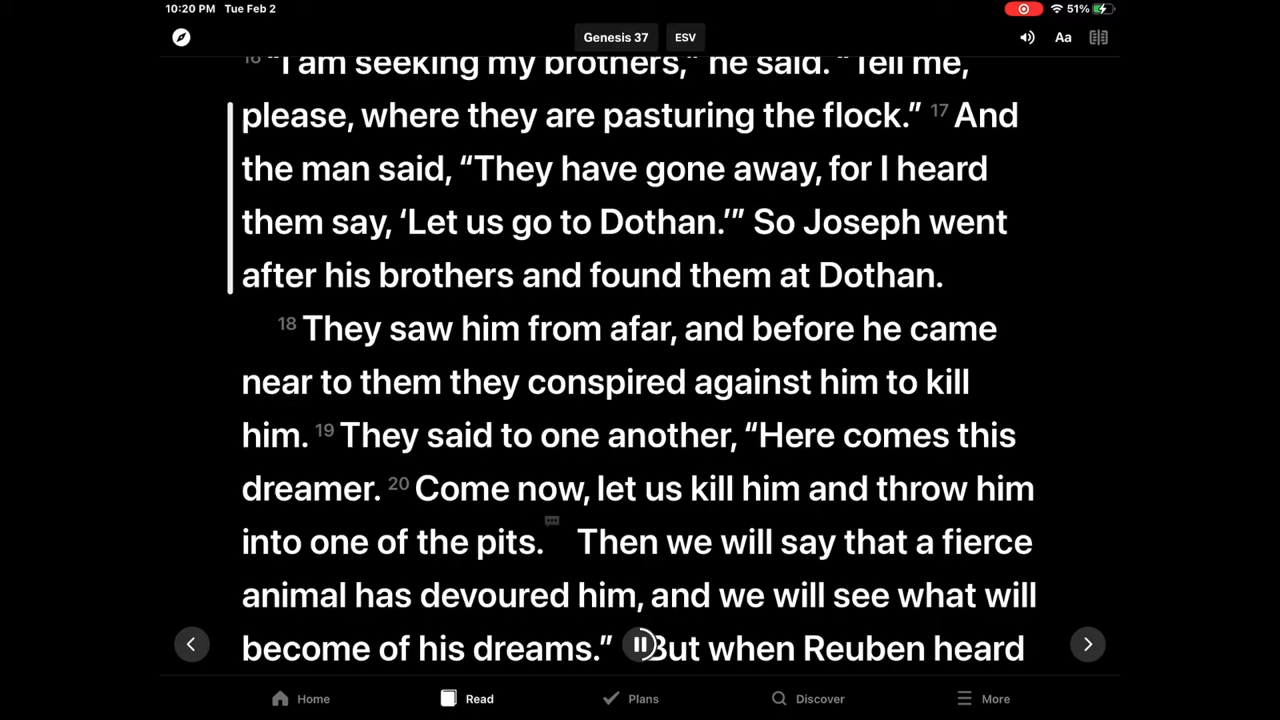 10:20 PM Tue Feb 2 51%
Genesis 37 ESV Aa
16 “I am seeking my brothers,” he said. “Tell me,
please, where they are pasturing the flock.” 17 And
the man said, “They have gone away, for I heard
them say, ‘Let us go to Dothan.’” So Joseph went
after his brothers and found them at Dothan.
18 They saw him from afar, and before he came
near to them they conspired against him to kill
him. 19 They said to one another, “Here comes this
dreamer. 20 Come now, let us kill him and throw him
into one of the pits. Then we will say that a fierce
animal has devoured him, and we will see what will
become of his dreams.” But when Reuben heard
Home Read Plans Discover More